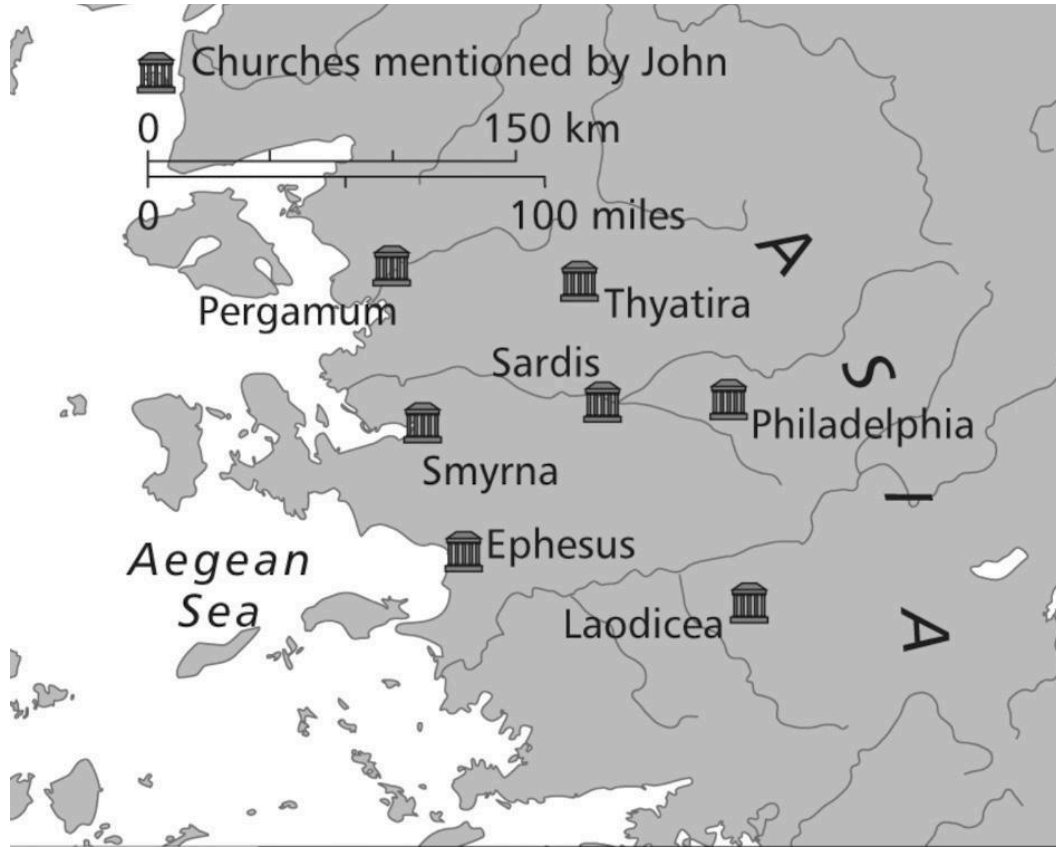 Churches mentioned by John
0 150 km
0 100 miles
Pergamum
Thyatira
Sardis
Philadelphia
Smyrna
Ephesus
Aegean
Sea
Laodicea
A
S
I
A